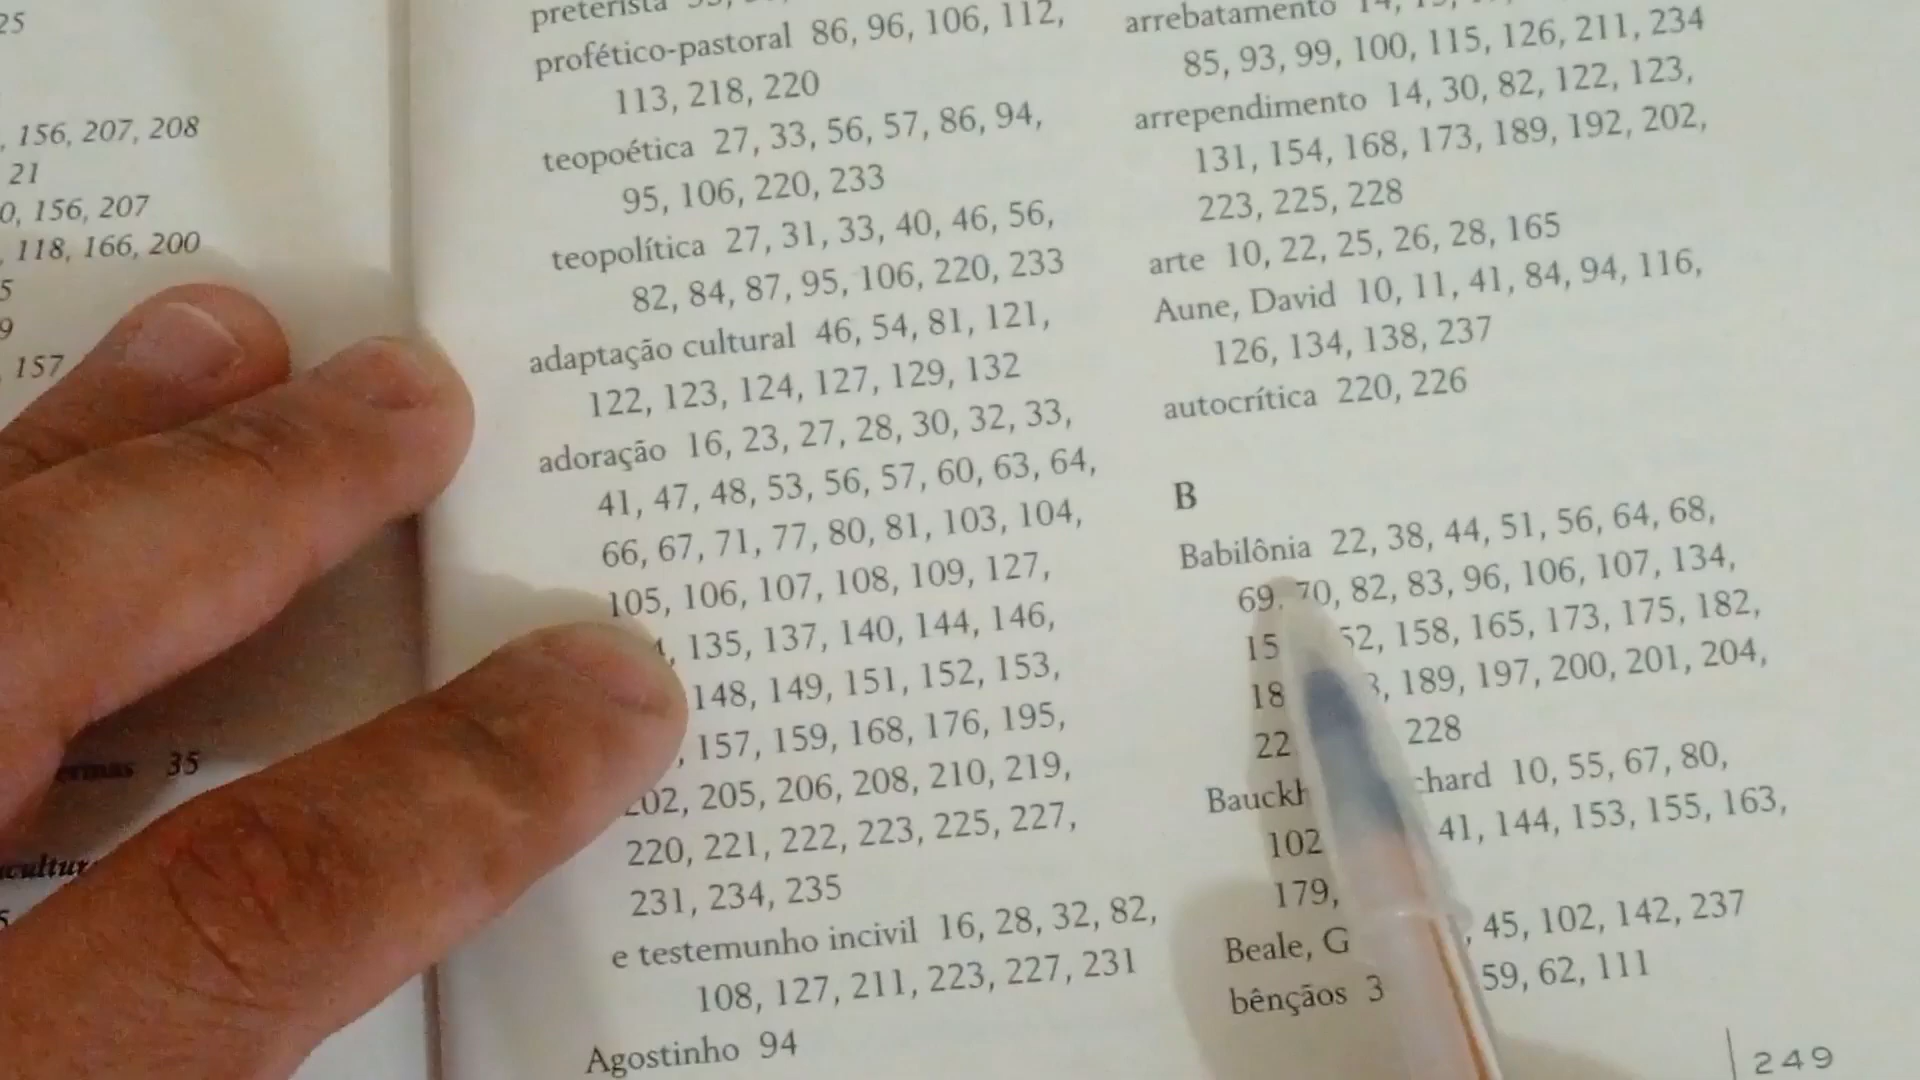 25
, 156, 207, 208
21
0, 156, 207
, 118, 166, 200
5
9
157
35
preterista
profético-pastoral 86, 96, 106, 112,
113, 218, 220
teopoética 27, 33, 56, 57, 86, 94,
95, 106, 220, 233
teopolítica 27, 31, 33, 40, 46, 56,
82, 84, 87, 95, 106, 220, 233
adaptação cultural 46, 54, 81, 121,
122, 123, 124, 127, 129, 132
adoração 16, 23, 27, 28, 30, 32, 33,
41, 47, 48, 53, 56, 57, 60, 63, 64,
66, 67, 71, 77, 80, 81, 103, 104,
105, 106, 107, 108, 109, 127,
, 135, 137, 140, 144, 146,
148, 149, 151, 152, 153,
, 157, 159, 168, 176, 195,
202, 205, 206, 208, 210, 219,
220, 221, 222, 223, 225, 227,
231, 234, 235
e testemunho incivil 16, 28, 32, 82,
108, 127, 211, 223, 227, 231
Agostinho 94
arrebatamento
85, 93, 99, 100, 115, 126, 211, 234
arrependimento 14, 30, 82, 122, 123,
131, 154, 168, 173, 189, 192, 202,
223, 225, 228
arte 10, 22, 25, 26, 28, 165
Aune, David 10, 11, 41, 84, 94, 116,
126, 134, 138, 237
autocrítica 220, 226
B
Babilônia 22, 38, 44, 51, 56, 64, 68,
69, 70, 82, 83, 96, 106, 107, 134,
15 52, 158, 165, 173, 175, 182,
18 , 189, 197, 200, 201, 204,
22 228
Bauckh chard 10, 55, 67, 80,
102 41, 144, 153, 155, 163,
179,
Beale, G , 45, 102, 142, 237
bênçãos 3 59, 62, 111
249